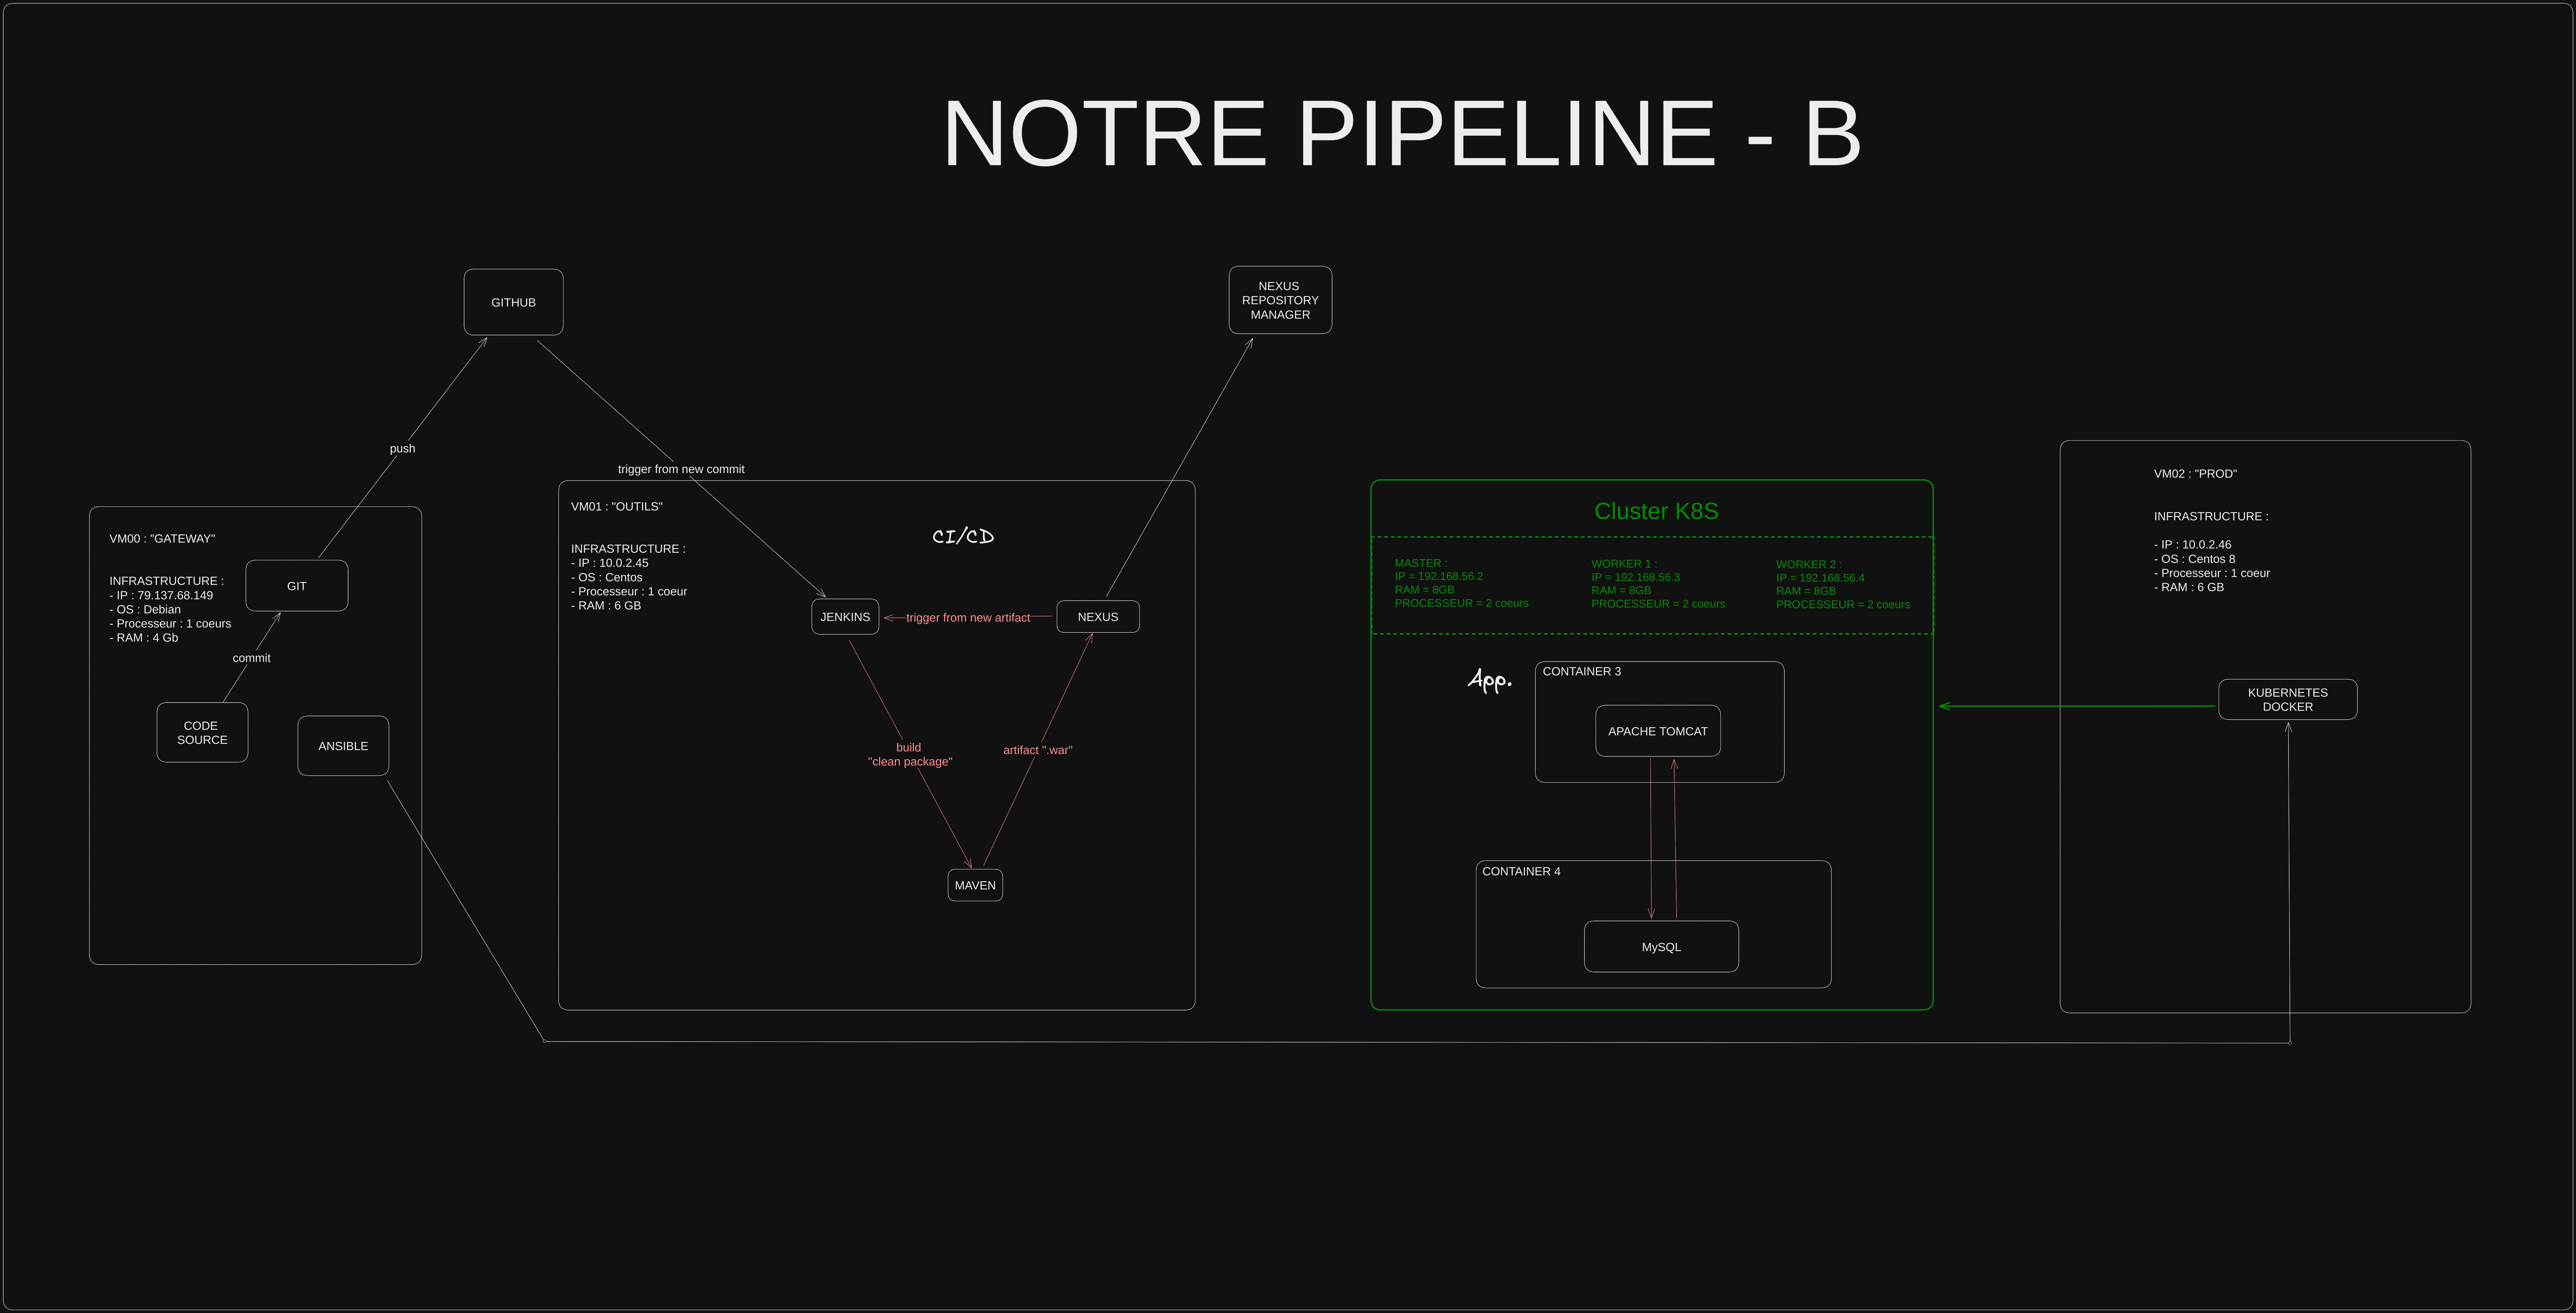 NOTRE PIPELINE - B
GITHUB
NEXUS
REPOSITORY
MANAGER
push
trigger from new commit
VM00 : "GATEWAY"
INFRASTRUCTURE :
- IP : 79.137.68.149
- OS : Debian
- Processeur : 1 coeurs
- RAM : 4 Gb
GIT
commit
CODE
SOURCE
ANSIBLE
VM01 : "OUTILS"
INFRASTRUCTURE :
- IP : 10.0.2.45
- OS : Centos
- Processeur : 1 coeur
- RAM : 6 GB
CI/CD
JENKINS
trigger from new artifact
NEXUS
build
"clean package"
artifact ".war"
MAVEN
Cluster K8S
MASTER :
IP = 192.168.56.2
RAM = 8GB
PROCESSEUR = 2 coeurs
WORKER 1 :
IP = 192.168.56.3
RAM = 8GB
PROCESSEUR = 2 coeurs
WORKER 2 :
IP = 192.168.56.4
RAM = 8GB
PROCESSEUR = 2 coeurs
App.
CONTAINER 3
APACHE TOMCAT
CONTAINER 4
MySQL
VM02 : "PROD"
INFRASTRUCTURE :
- IP : 10.0.2.46
- OS : Centos 8
- Processeur : 1 coeur
- RAM : 6 GB
KUBERNETES
DOCKER